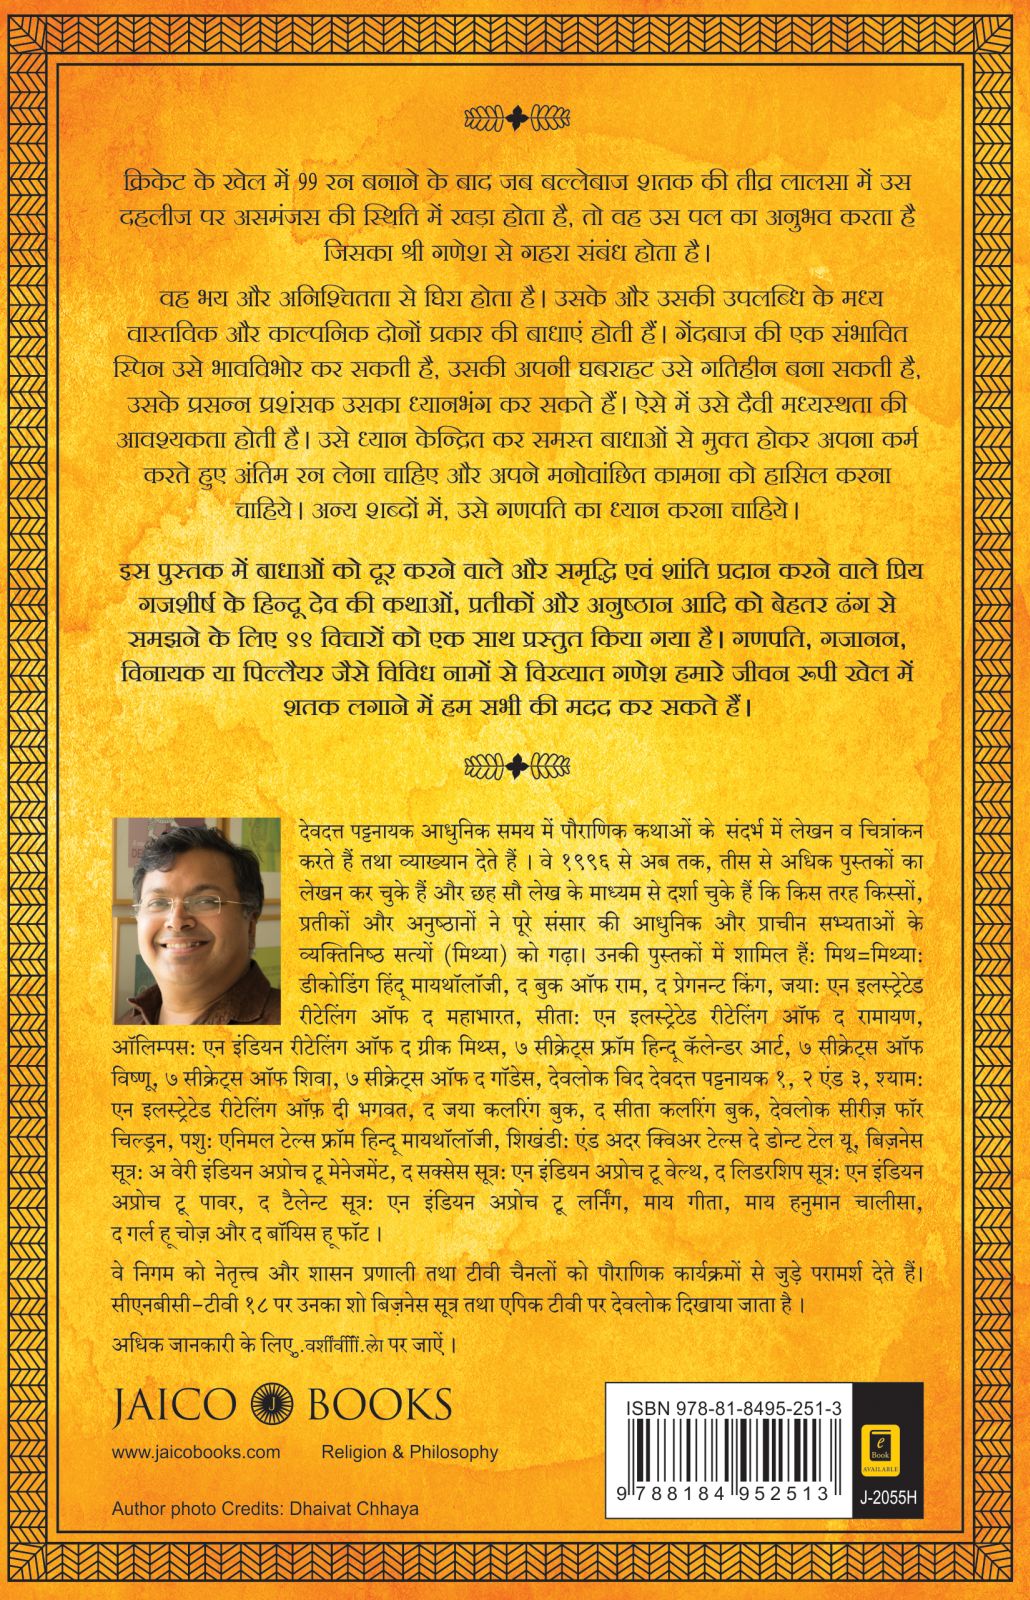 क्रिकेट के खेल में 99 रन बनाने के बाद जब बल्लेबाज शतक की तीव्र लालसा में उस
दहलीज पर असमंजस की स्थिति में खड़ा होता है, तो वह उस पल का अनुभव करता है
जिसका श्री गणेश से गहरा संबंध होता है।
वह भय और अनिश्चितता से घिरा होता है। उसके और उसकी उपलब्धि के मध्य
वास्तविक और काल्पनिक दोनों प्रकार की बाधाएं होती हैं। गेंदबाज की एक संभावित
स्पिन उसे भावविभोर कर सकती है, उसकी अपनी घबराहट उसे गतिहीन बना सकती है,
उसके प्रसन्न प्रशंसक उसका ध्यानभंग कर सकते हैं। ऐसे में उसे दैवी मध्यस्थता की
आवश्यकता होती है। उसे ध्यान केन्द्रित कर समस्त बाधाओं से मुक्त होकर अपना कर्म
करते हुए अंतिम रन लेना चाहिए और अपने मनोवांछित कामना को हासिल करना
चाहिये। अन्य शब्दों में, उसे गणपति का ध्यान करना चाहिये।
इस पुस्तक में बाधाओं को दूर करने वाले और समृद्धि एवं शांति प्रदान करने वाले प्रिय
गजशीर्ष के हिन्दू देव की कथाओं, प्रतीकों और अनुष्ठान आदि को बेहतर ढंग से
समझने के लिए ९९ विचारों को एक साथ प्रस्तुत किया गया है। गणपति, गजानन,
विनायक या पिल्लैयर जैसे विविध नामों से विख्यात गणेश हमारे जीवन रूपी खेल में
शतक लगाने में हम सभी की मदद कर सकते हैं।
देवदत्त पट्टनायक आधुनिक समय में पौराणिक कथाओं के संदर्भ में लेखन व चित्रांकन
करते हैं तथा व्याख्यान देते हैं । वे १९९६ से अब तक, तीस से अधिक पुस्तकों का
लेखन कर चुके हैं और छह सौ लेख के माध्यम से दर्शा चुके हैं कि किस तरह किस्सों,
प्रतीकों और अनुष्ठानों ने पूरे संसार की आधुनिक और प्राचीन सभ्यताओं के
व्यक्तिनिष्ठ सत्यों (मिथ्या) को गढ़ा। उनकी पुस्तकों में शामिल हैं: मिथ=मिथ्या:
डीकोडिंग हिंदू मायथॉलॉजी, द बुक ऑफ राम, द प्रेगनन्ट किंग, जया: एन इलस्ट्रेटेड
रीटेलिंग ऑफ द महाभारत, सीता: एन इलस्ट्रेटेड रीटेलिंग ऑफ द रामायण,
ऑलिम्पस: एन इंडियन रीटेलिंग ऑफ द ग्रीक मिथ्स, ७ सीक्रेट्स फ्रॉम हिन्दू कॅलेन्डर आर्ट, ७ सीक्रेट्स ऑफ
विष्णू, ७ सीक्रेट्स ऑफ शिवा, ७ सीक्रेट्स ऑफ द गॉडेस, देवलोक विद देवदत्त पट्टनायक १, २ एंड ३, श्याम:
एन इलस्ट्रेटेड रीटेलिंग ऑफ़ दी भगवत, द जया कलरिंग बुक, द सीता कलरिंग बुक, देवलोक सीरीज़ फॉर
चिल्ड्रन, पशु: एनिमल टेल्स फ्रॉम हिन्दू मायथॉलॉजी, शिखंडी: एंड अदर क्विअर टेल्स दे डोन्ट टेल यू, बिज़नेस
सूत्र: अ वेरी इंडियन अप्रोच टू मेनेजमेंट, द सक्सेस सूत्र: एन इंडियन अप्रोच टू वेल्थ, द लिडरशिप सूत्र: एन इंडियन
अप्रोच टू पावर, द टैलेन्ट सूत्र: एन इंडियन अप्रोच टू लर्निंग, माय गीता, माय हनुमान चालीसा,
द गर्ल हू चोज़ और द बॉयिस हू फॉट ।
वे निगम को नेतृत्त्व और शासन प्रणाली तथा टीवी चैनलों को पौराणिक कार्यक्रमों से जुड़े परामर्श देते हैं।
सीएनबीसी-टीवी १८ पर उनका शो बिज़नेस सूत्र तथा एपिक टीवी पर देवलोक दिखाया जाता है ।
अधिक जानकारी के लिए पर जाऐं ।
JAICO J BOOKS
www.jaicobooks.com Religion & Philosophy
Author photo Credits: Dhaivat Chhaya
ISBN 978-81-8495-251-3
9 788184 952513
e
Book
AVAILABLE
J-2055H